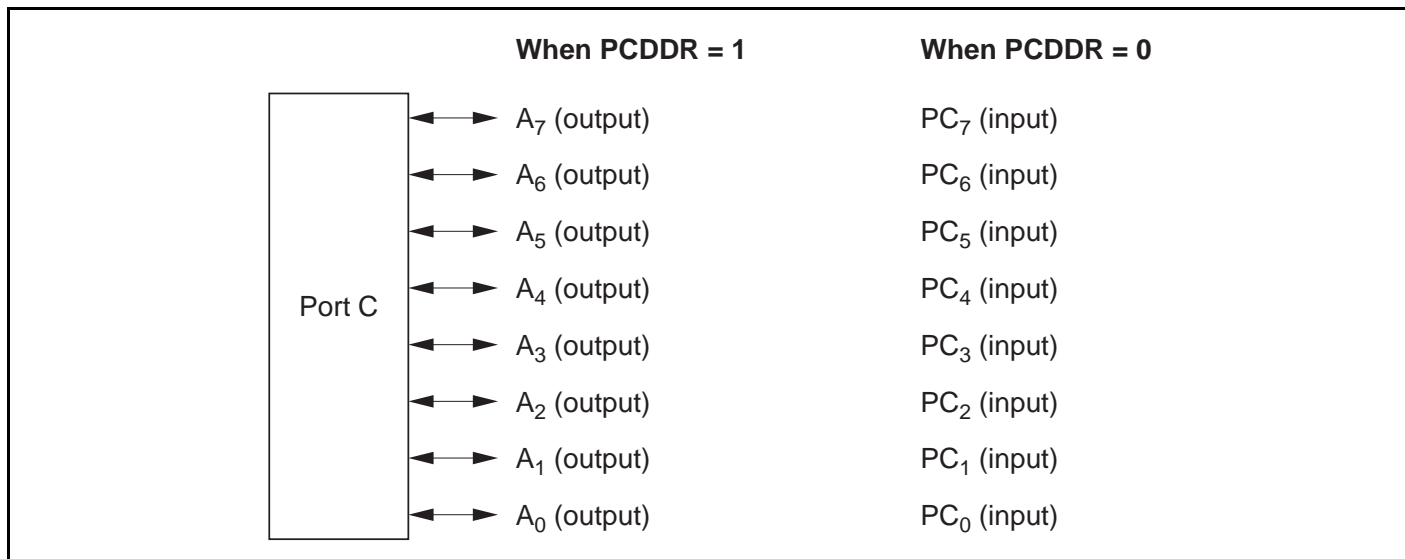 When PCDDR = 1 When PCDDR = 0
A₇ (output) PC₇ (input)
A₆ (output) PC₆ (input)
A₅ (output) PC₅ (input)
A₄ (output) PC₄ (input)
Port C
A₃ (output) PC₃ (input)
A₂ (output) PC₂ (input)
A₁ (output) PC₁ (input)
A₀ (output) PC₀ (input)